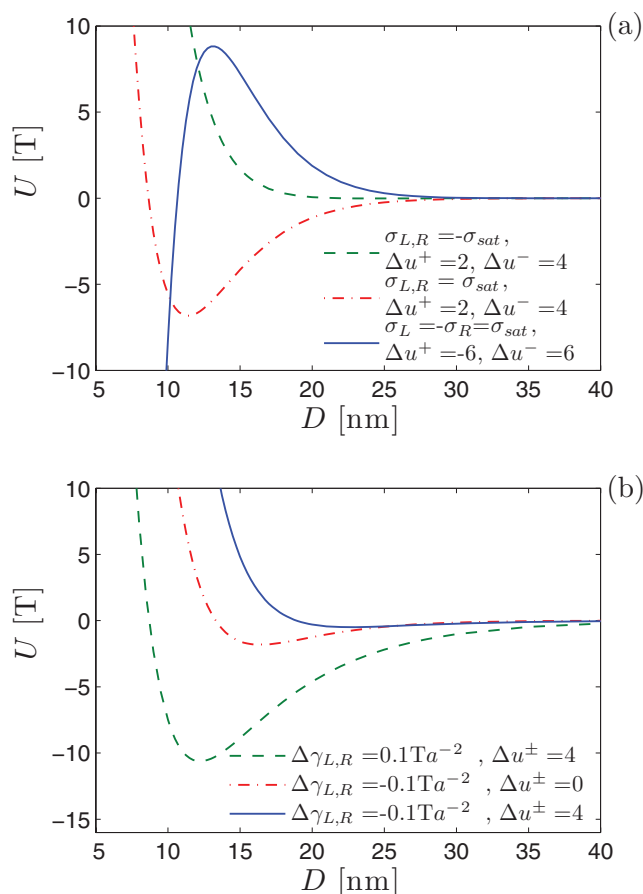 (a)
10
5
0
−5
−10
U [T]
σL,R =-σsat,
Δu⁺ =2, Δu⁻ =4
σL,R = σsat,
Δu⁺ =2, Δu⁻ =4
σL =-σR=σsat,
Δu⁺ =-6, Δu⁻ =6
5 10 15 20 25 30 35 40
D [nm]
(b)
10
5
0
−5
−10
−15
U [T]
ΔγL,R =0.1Ta⁻² , Δu± =4
ΔγL,R =-0.1Ta⁻² , Δu± =0
ΔγL,R =-0.1Ta⁻² , Δu± =4
5 10 15 20 25 30 35 40
D [nm]